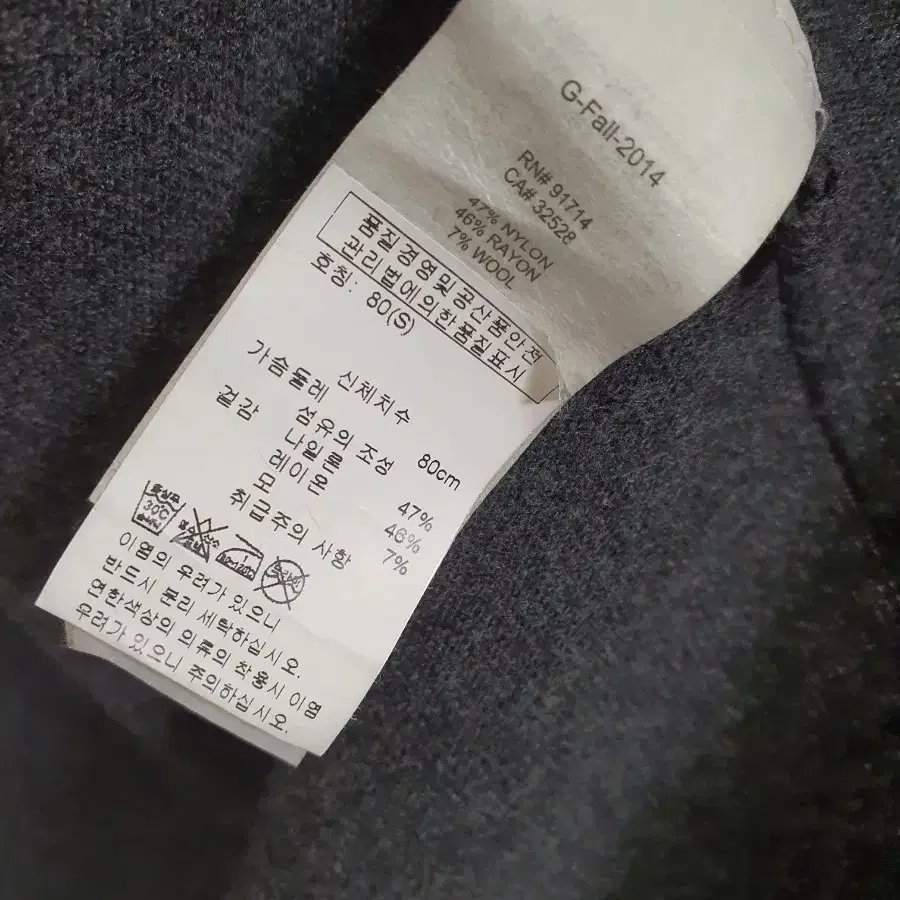 G-Fall-2014
RN# 91714
CA# 32528
47% NYLON
46% RAYON
7% WOOL
품질경영및공산품안전
관리법에의한품질표시
호칭: 80(S)
신체치수
가슴둘레 80cm
섬유의 조성
겉감 나일론 47%
레이온 46%
모 7%
취급주의 사항
30℃
이염의 우려가 있으니
반드시 분리 세탁하십시오.
연한색상의 의류의 착용시 이염
우려가 있으니 주의하십시오.